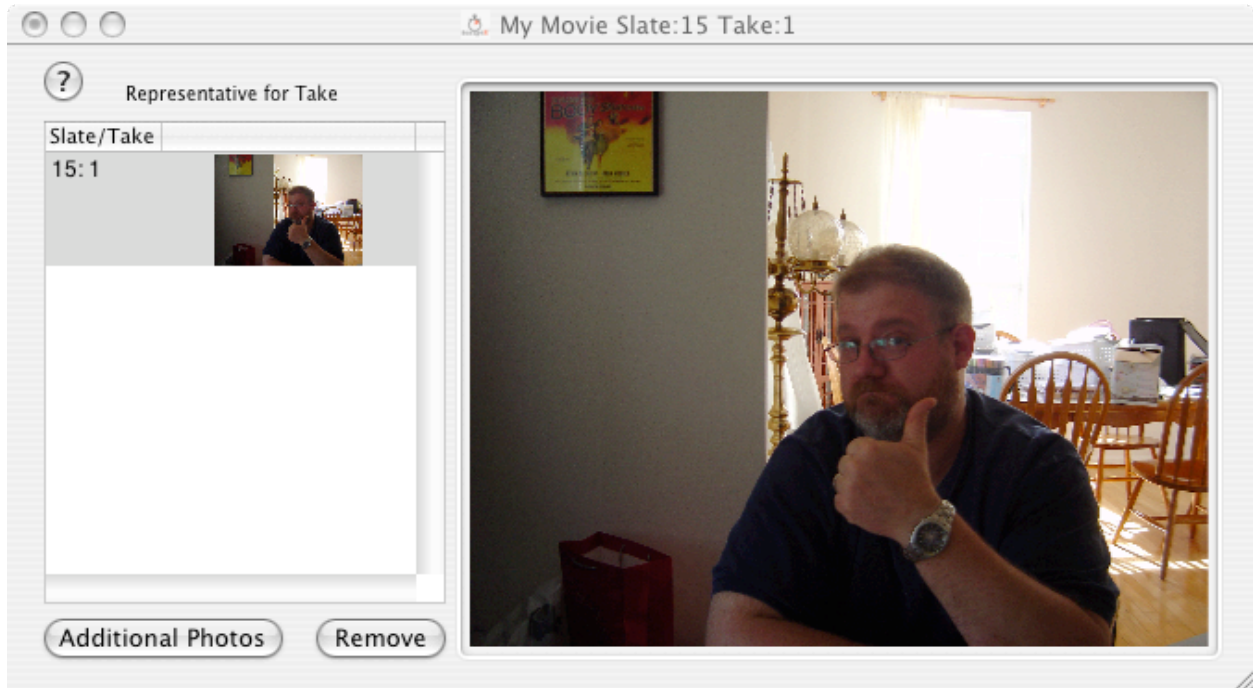 My Movie Slate:15 Take:1
?
Representative for Take
Slate/Take
15:1
Additional Photos
Remove